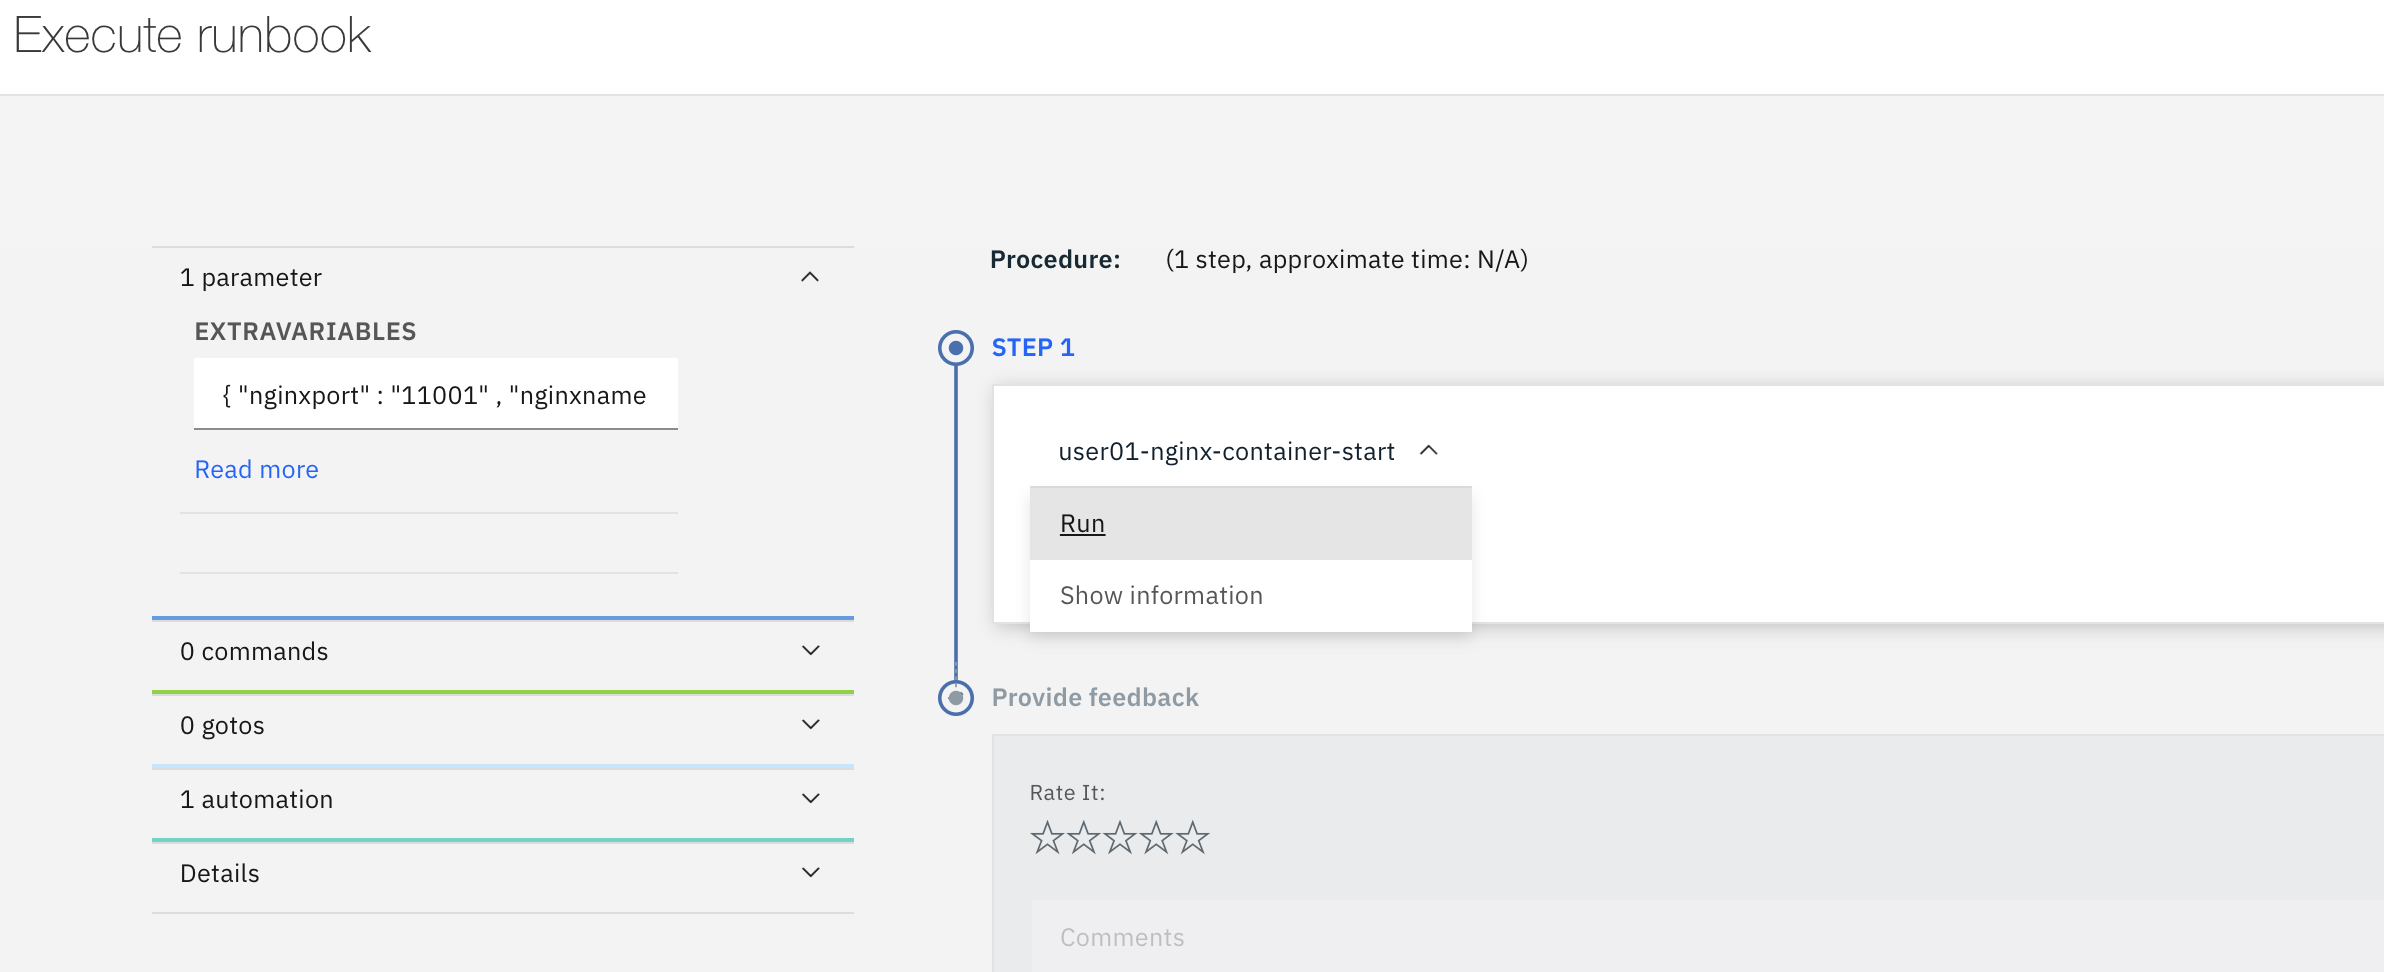 Execute runbook
1 parameter
EXTRAVARIABLES
{ "nginxport" : "11001" , "nginxname
Read more
0 commands
0 gotos
1 automation
Details
Procedure: (1 step, approximate time: N/A)
STEP 1
user01-nginx-container-start
Run
Show information
Provide feedback
Rate It:
Comments